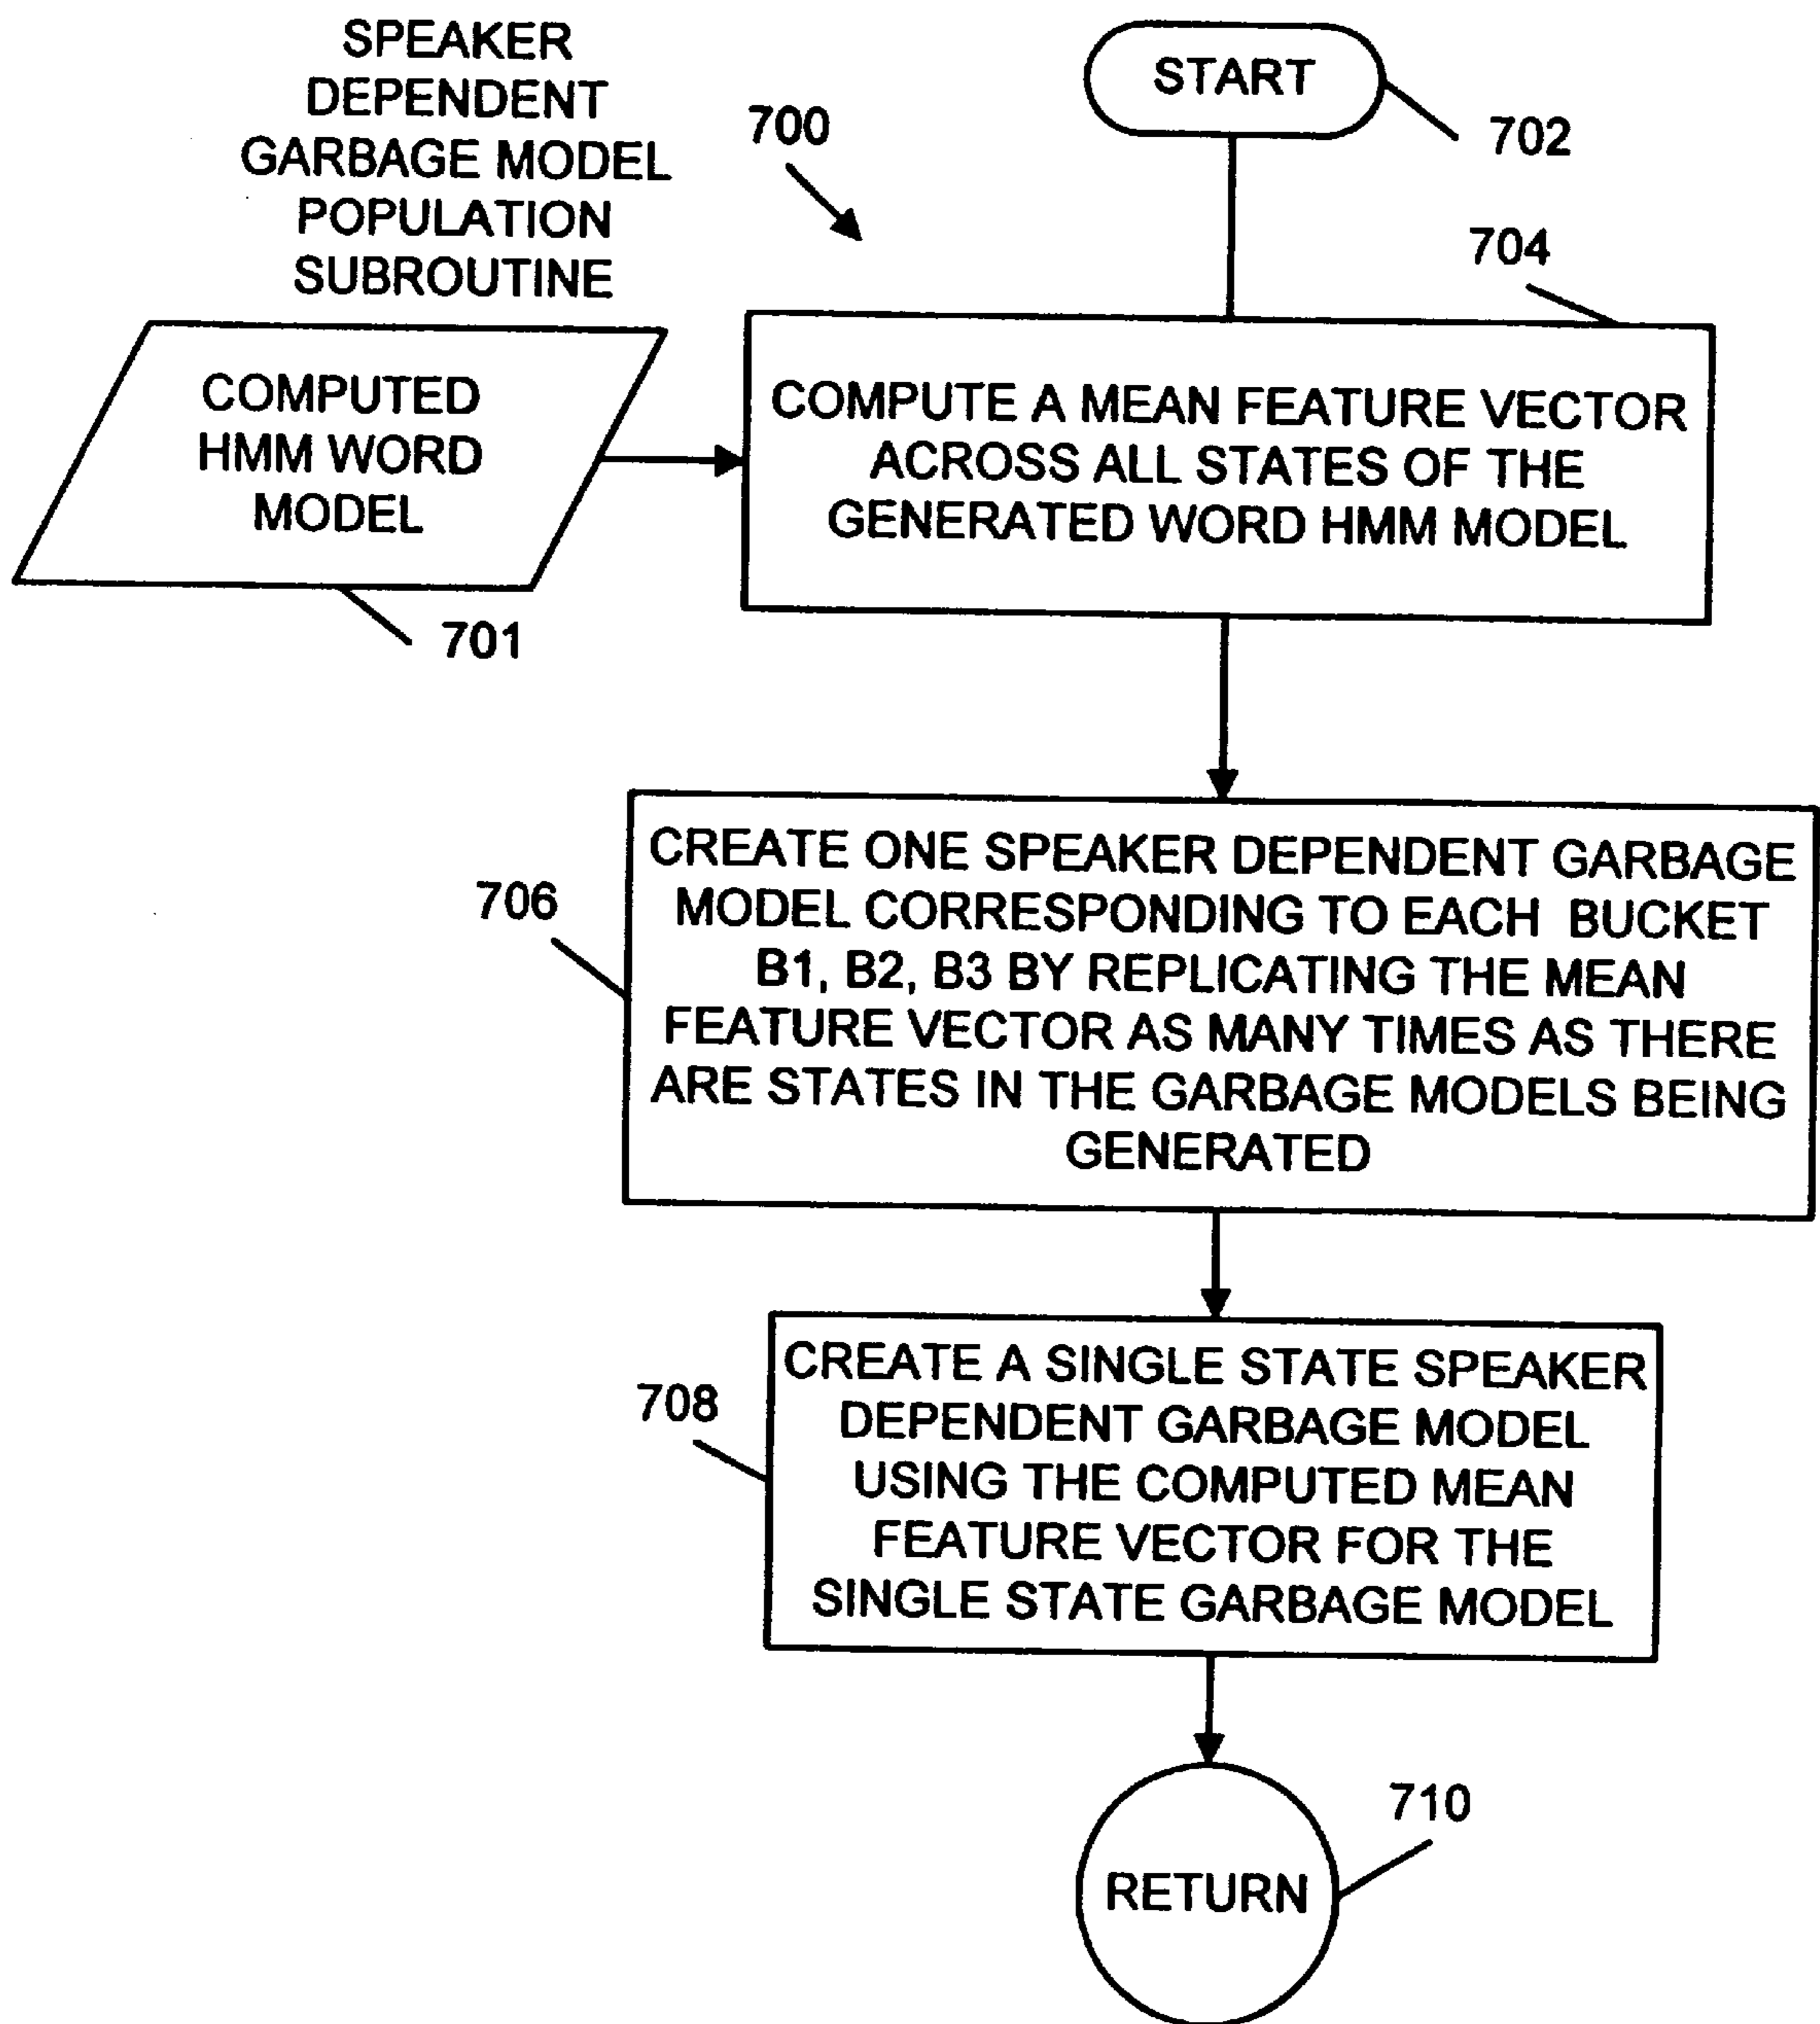 SPEAKER
DEPENDENT
GARBAGE MODEL
POPULATION
SUBROUTINE
700
START
702
704
COMPUTED
HMM WORD
MODEL
701
COMPUTE A MEAN FEATURE VECTOR
ACROSS ALL STATES OF THE
GENERATED WORD HMM MODEL
706
CREATE ONE SPEAKER DEPENDENT GARBAGE
MODEL CORRESPONDING TO EACH BUCKET
B1, B2, B3 BY REPLICATING THE MEAN
FEATURE VECTOR AS MANY TIMES AS THERE
ARE STATES IN THE GARBAGE MODELS BEING
GENERATED
708
CREATE A SINGLE STATE SPEAKER
DEPENDENT GARBAGE MODEL
USING THE COMPUTED MEAN
FEATURE VECTOR FOR THE
SINGLE STATE GARBAGE MODEL
710
RETURN